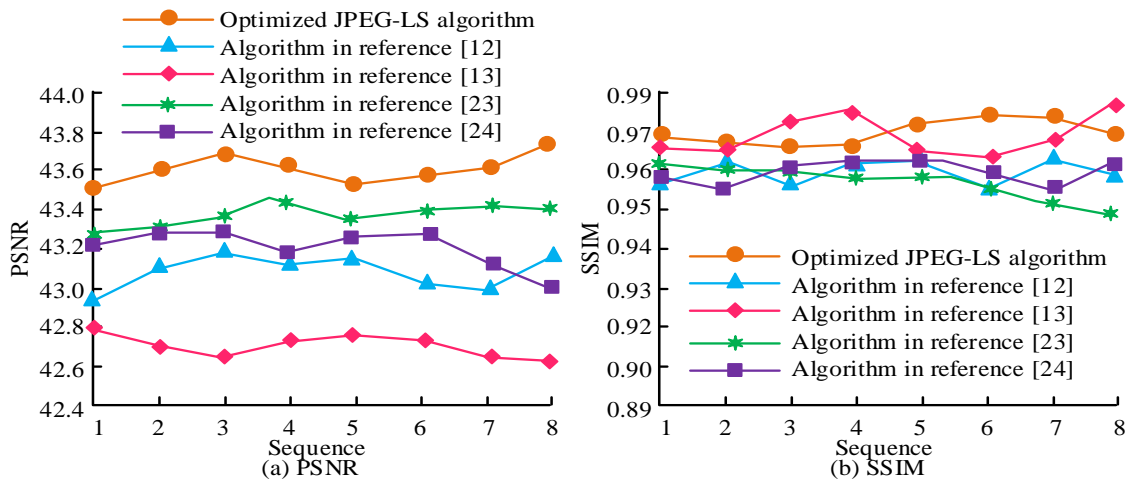 Optimized JPEG-LS algorithm
Algorithm in reference [12]
Algorithm in reference [13]
Algorithm in reference [23]
Algorithm in reference [24]
PSNR
44.0
43.8
43.6
43.4
43.2
43.0
42.8
42.6
42.4
1 2 3 4 5 6 7 8
Sequence
(a) PSNR
SSIM
0.99
0.97
0.96
0.95
0.94
0.93
0.92
0.90
0.89
Optimized JPEG-LS algorithm
Algorithm in reference [12]
Algorithm in reference [13]
Algorithm in reference [23]
Algorithm in reference [24]
1 2 3 4 5 6 7 8
Sequence
(b) SSIM